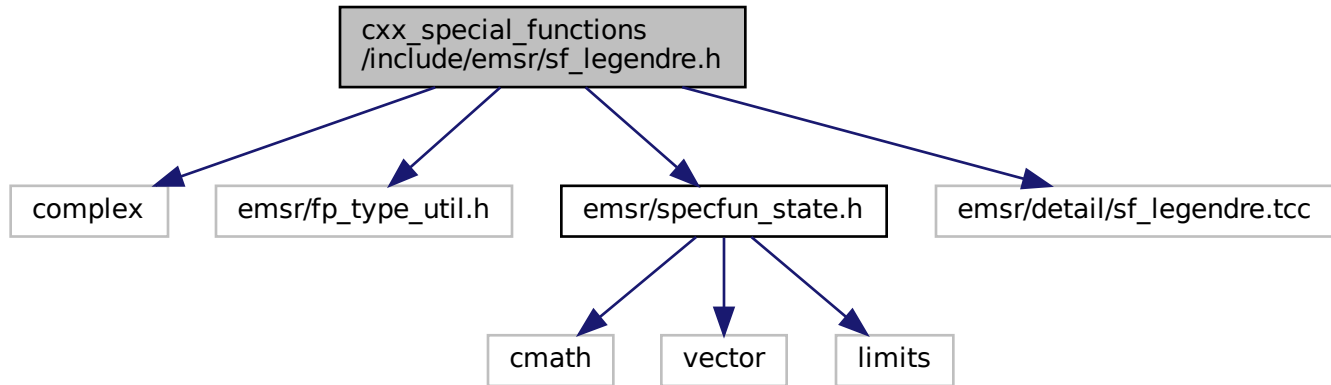 cxx_special_functions
/include/emsr/sf_legendre.h
complex
emsr/fp_type_util.h
emsr/specfun_state.h
emsr/detail/sf_legendre.tcc
cmath
vector
limits